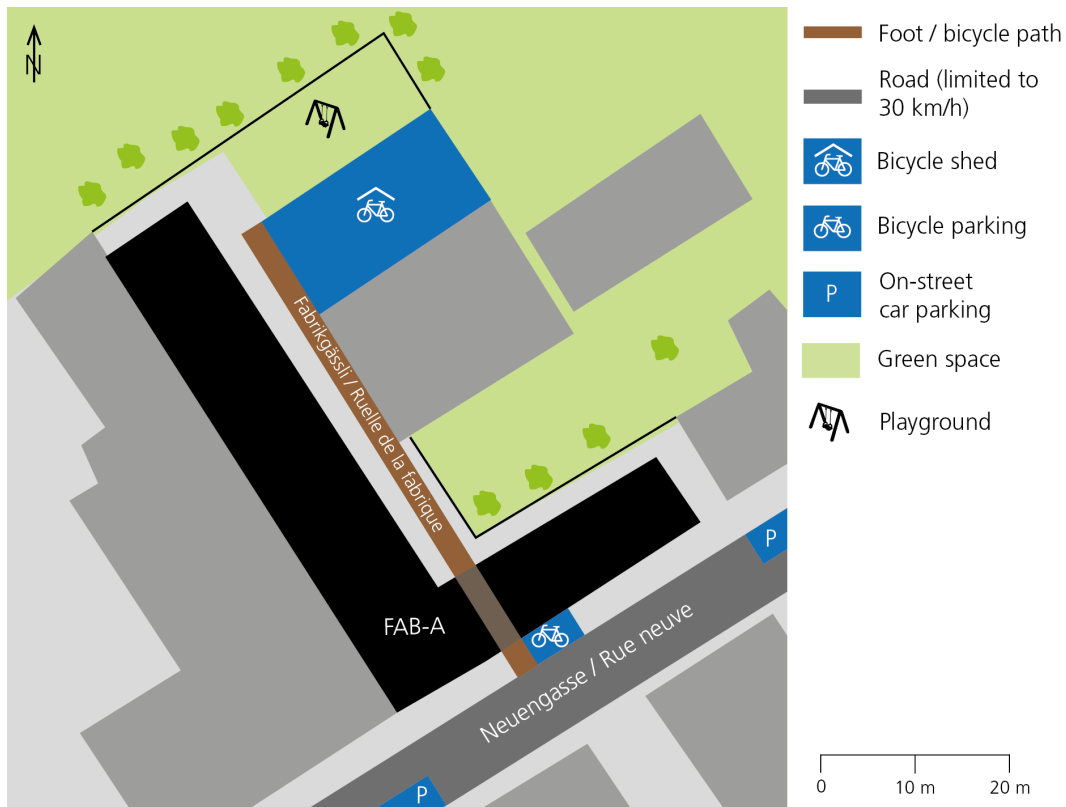 N
Fabrikgässli / Ruelle de la fabrique
FAB-A
Neuengasse / Rue neuve
P
P
Foot / bicycle path
Road (limited to
30 km/h)
Bicycle shed
Bicycle parking
P
On-street
car parking
Green space
Playground
0
10 m
20 m